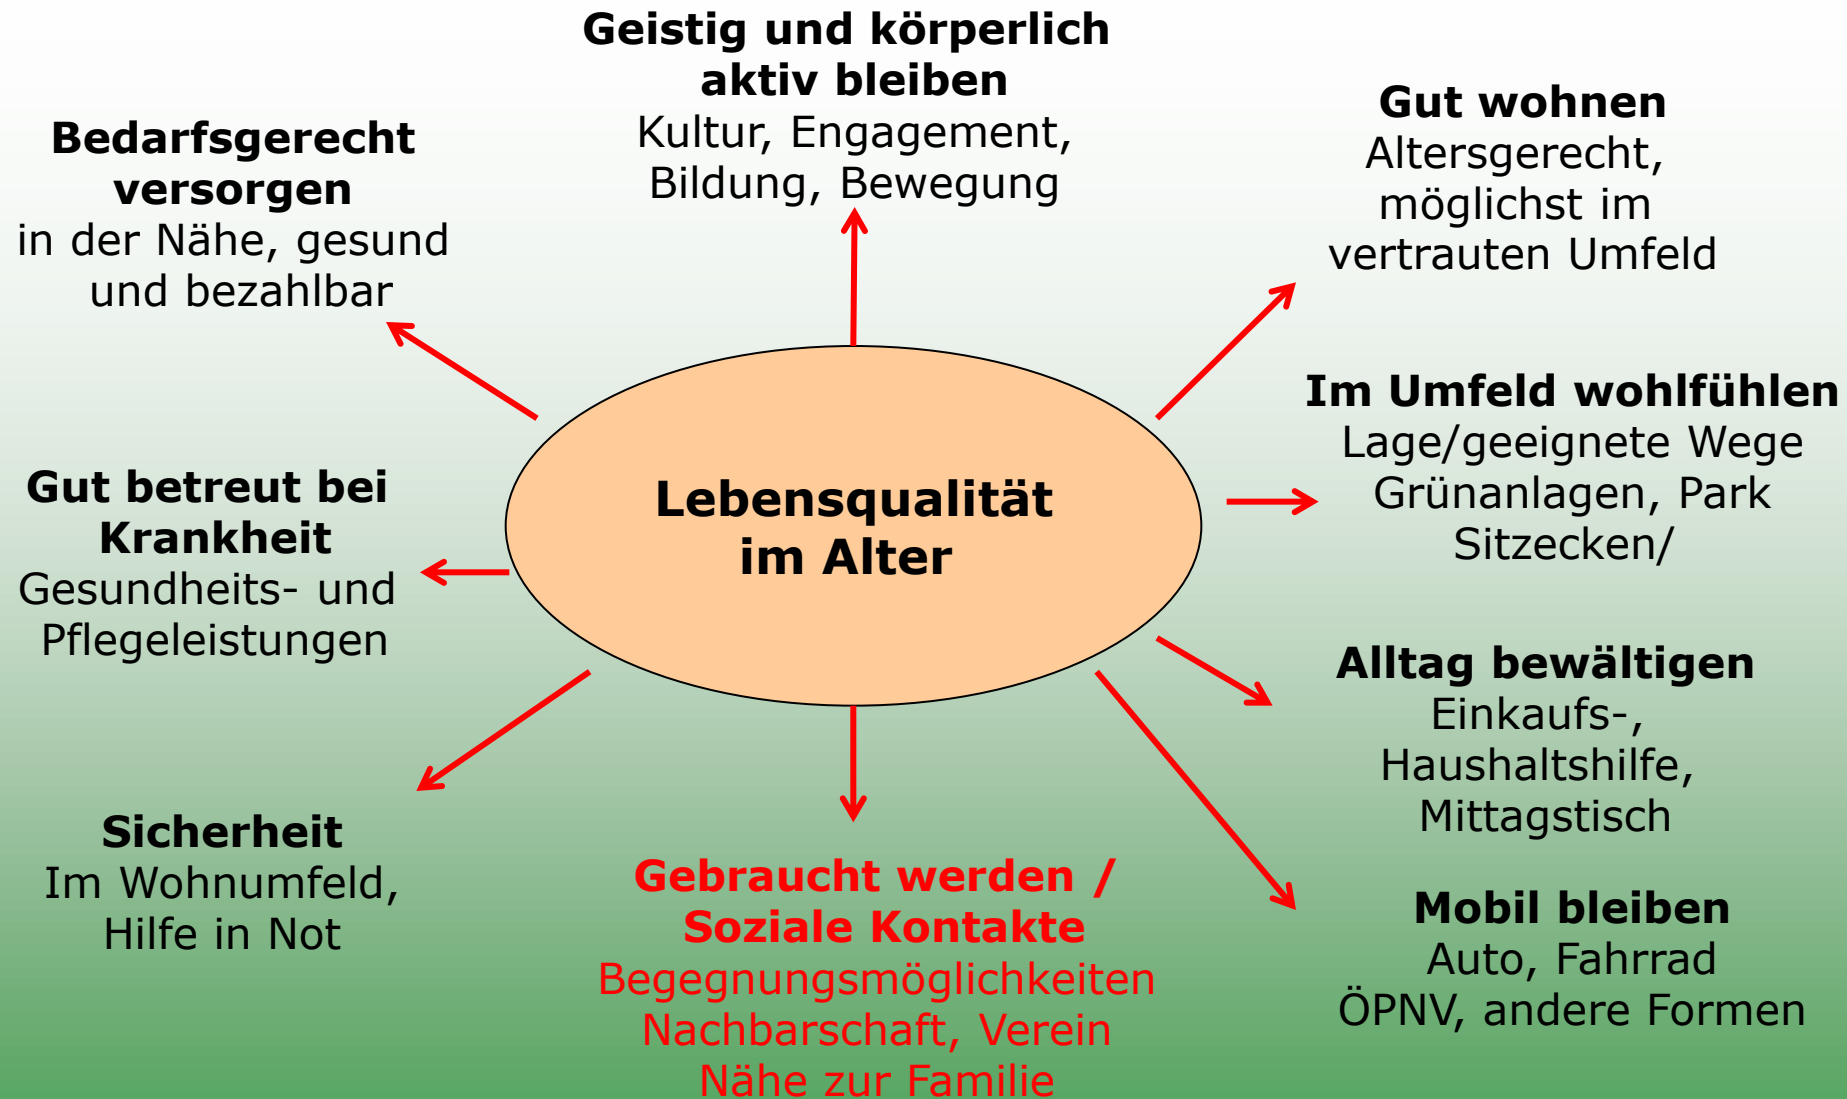 Geistig und körperlich
aktiv bleiben
Kultur, Engagement,
Bildung, Bewegung
Gut wohnen
Altersgerecht,
möglichst im
vertrauten Umfeld
Bedarfsgerecht
versorgen
in der Nähe, gesund
und bezahlbar
Im Umfeld wohlfühlen
Lage/geeignete Wege
Grünanlagen, Park
Sitzecken/
Gut betreut bei
Krankheit
Gesundheits- und
Pflegeleistungen
Lebensqualität
im Alter
Alltag bewältigen
Einkaufs-,
Haushaltshilfe,
Mittagstisch
Sicherheit
Im Wohnumfeld,
Hilfe in Not
Gebraucht werden /
Soziale Kontakte
Begegnungsmöglichkeiten
Nachbarschaft, Verein
Nähe zur Familie
Mobil bleiben
Auto, Fahrrad
ÖPNV, andere Formen